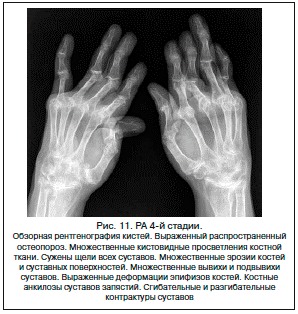 Рис. 11. РА 4-й стадии.
Обзорная рентгенография кистей. Выраженный распространенный
остеопороз. Множественные кистовидные просветления костной
ткани. Сужены щели всех суставов. Множественные эрозии костей
и суставных поверхностей. Множественные вывихи и подвывихи
суставов. Выраженные деформации эпифизов костей. Костные
анкилозы суставов запястий. Сгибательные и разгибательные
контрактуры суставов